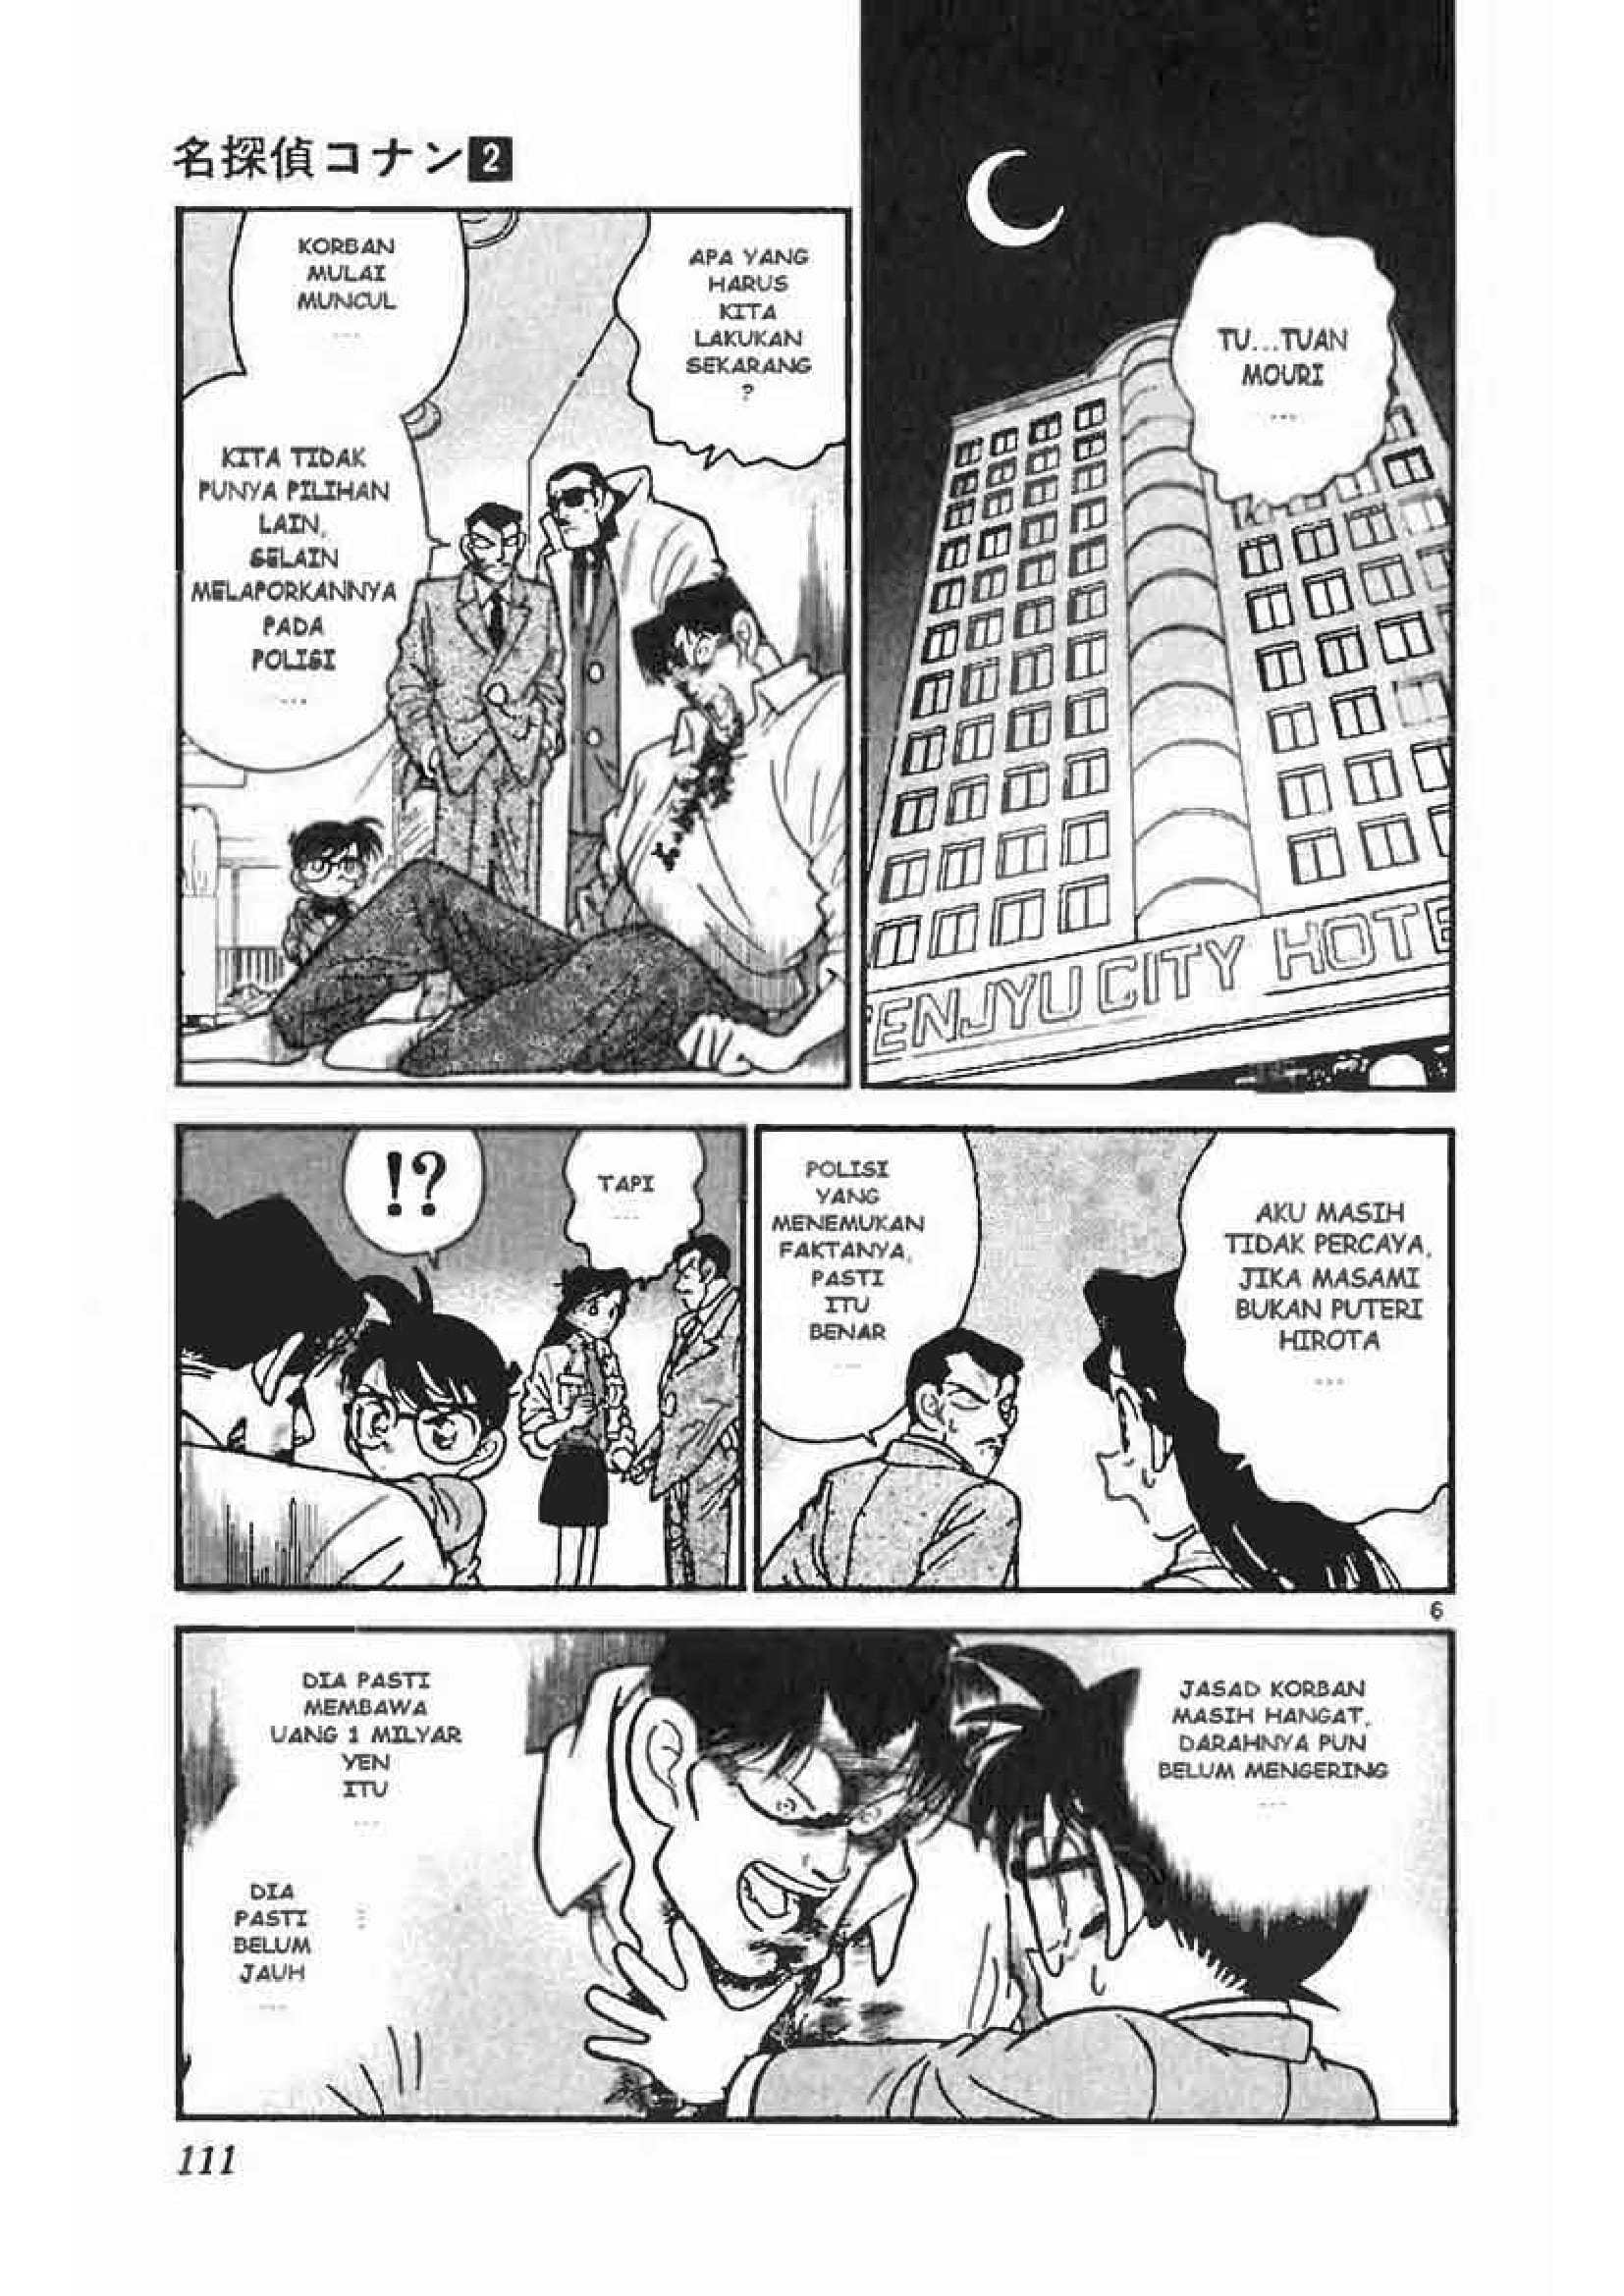 名探偵コナン2
TU...TUAN
MOURI
...
ENJYU CITY HOTE
APA YANG
HARUS
KITA
LAKUKAN
SEKARANG
?
KORBAN
MULAI
MUNCUL
...
KITA TIDAK
PUNYA PILIHAN
LAIN,
SELAIN
MELAPORKANNYA
PADA
POLISI
...
AKU MASIH
TIDAK PERCAYA,
JIKA MASAMI
BUKAN PUTERI
HIROTA
...
POLISI
YANG
MENEMUKAN
FAKTANYA,
PASTI
ITU
BENAR
...
TAPI
...
!?
6
JASAD KORBAN
MASIH HANGAT,
DARAHNYA PUN
BELUM MENGERING
...
DIA PASTI
MEMBAWA
UANG 1 MILYAR
YEN
ITU
...
DIA
PASTI
BELUM
JAUH
...
...
111